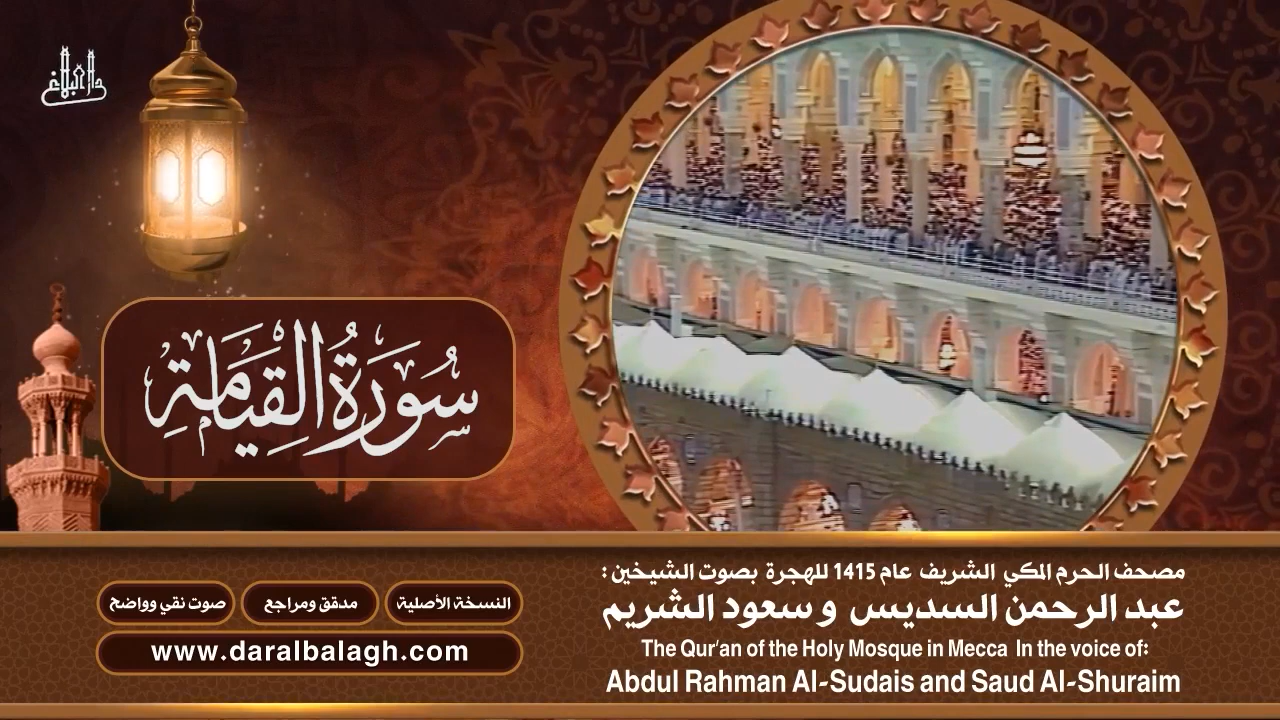 دار البلاغ
سُورَةُ القِيَامَةِ
مصحف الحرم المكي الشريف عام 1415 للهجرة بصوت الشيخين :
عبد الرحمن السديس و سعود الشريم
The Qur'an of the Holy Mosque in Mecca In the voice of:
Abdul Rahman Al-Sudais and Saud Al-Shuraim
النسخة الأصلية
مدقق ومراجع
صوت نقي وواضح
www.daralbalagh.com